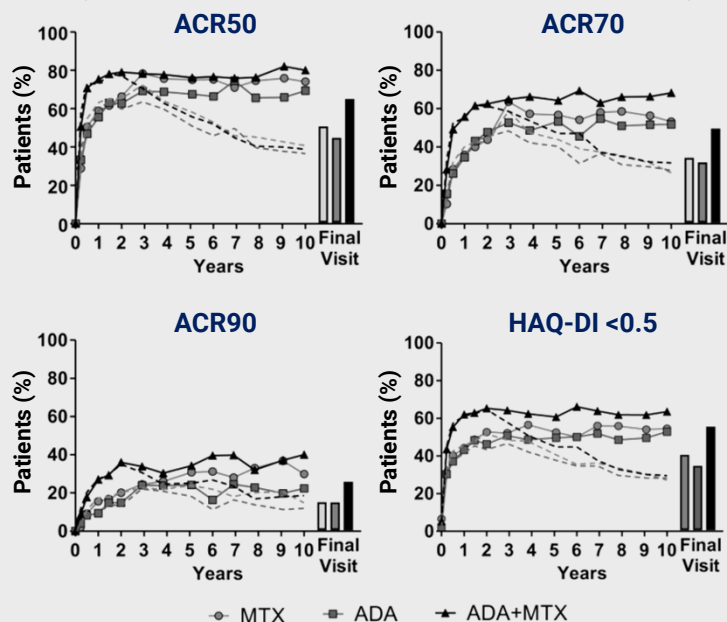 ACR50
100
80
60
40
20
0
Patients (%)
0 1 2 3 4 5 6 7 8 9 10
Years
Final
Visit
ACR70
100
80
60
40
20
0
Patients (%)
0 1 2 3 4 5 6 7 8 9 10
Years
Final
Visit
ACR90
100
80
60
40
20
0
Patients (%)
0 1 2 3 4 5 6 7 8 9 10
Years
Final
Visit
HAQ-DI <0.5
100
80
60
40
20
0
Patients (%)
0 1 2 3 4 5 6 7 8 9 10
Years
Final
Visit
MTX ADA ADA+MTX